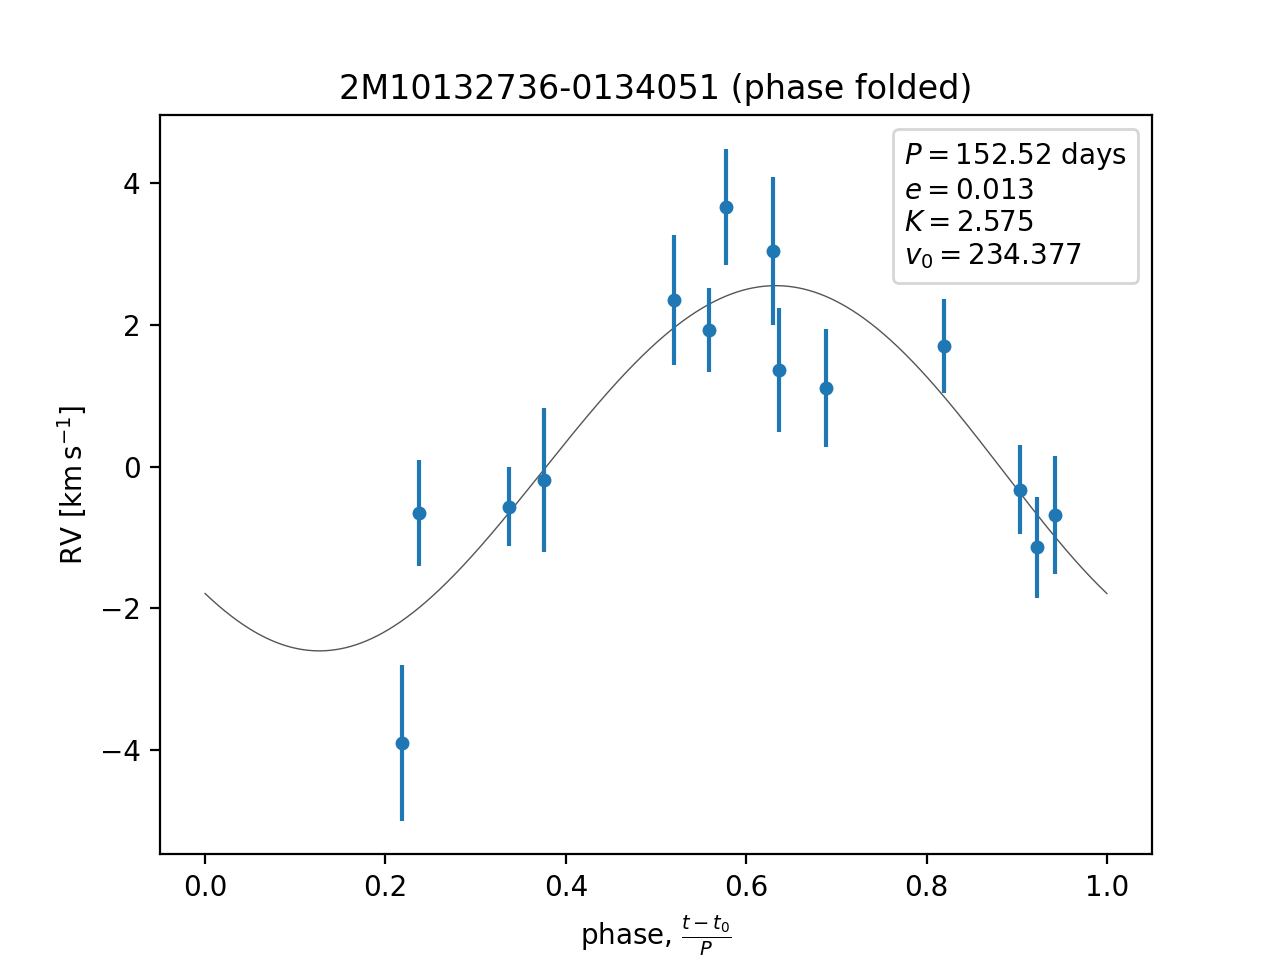 2M10132736-0134051 (phase folded)
P = 152.52 days
e = 0.013
K = 2.575
v₀ = 234.377
RV [km s⁻¹]
4
2
0
−2
−4
0.0 0.2 0.4 0.6 0.8 1.0
phase, (t − t₀)/P